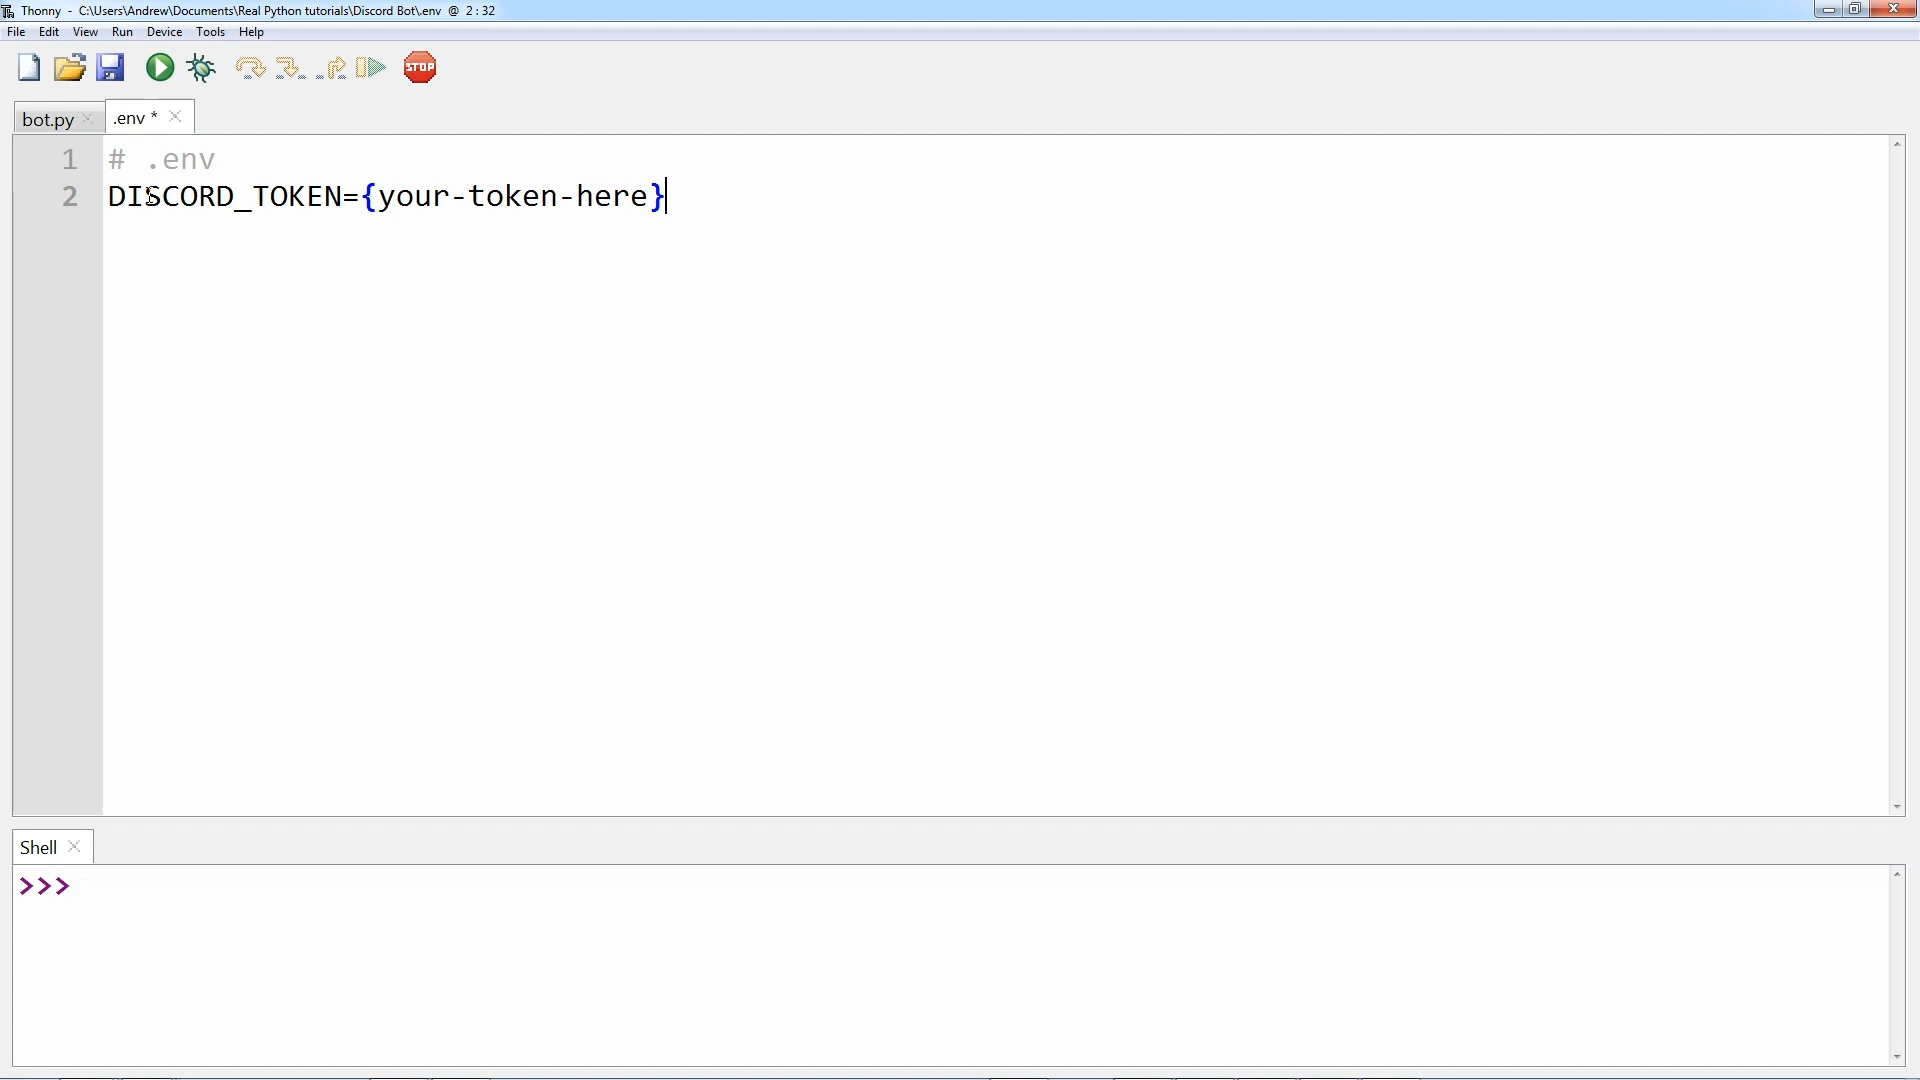 Thonny - C:\Users\Andrew\Documents\Real Python tutorials\Discord Bot\.env @ 2 : 32
File Edit View Run Device Tools Help
STOP
bot.py .env *
1 # .env
2 DISCORD_TOKEN={your-token-here}
Shell
>>>